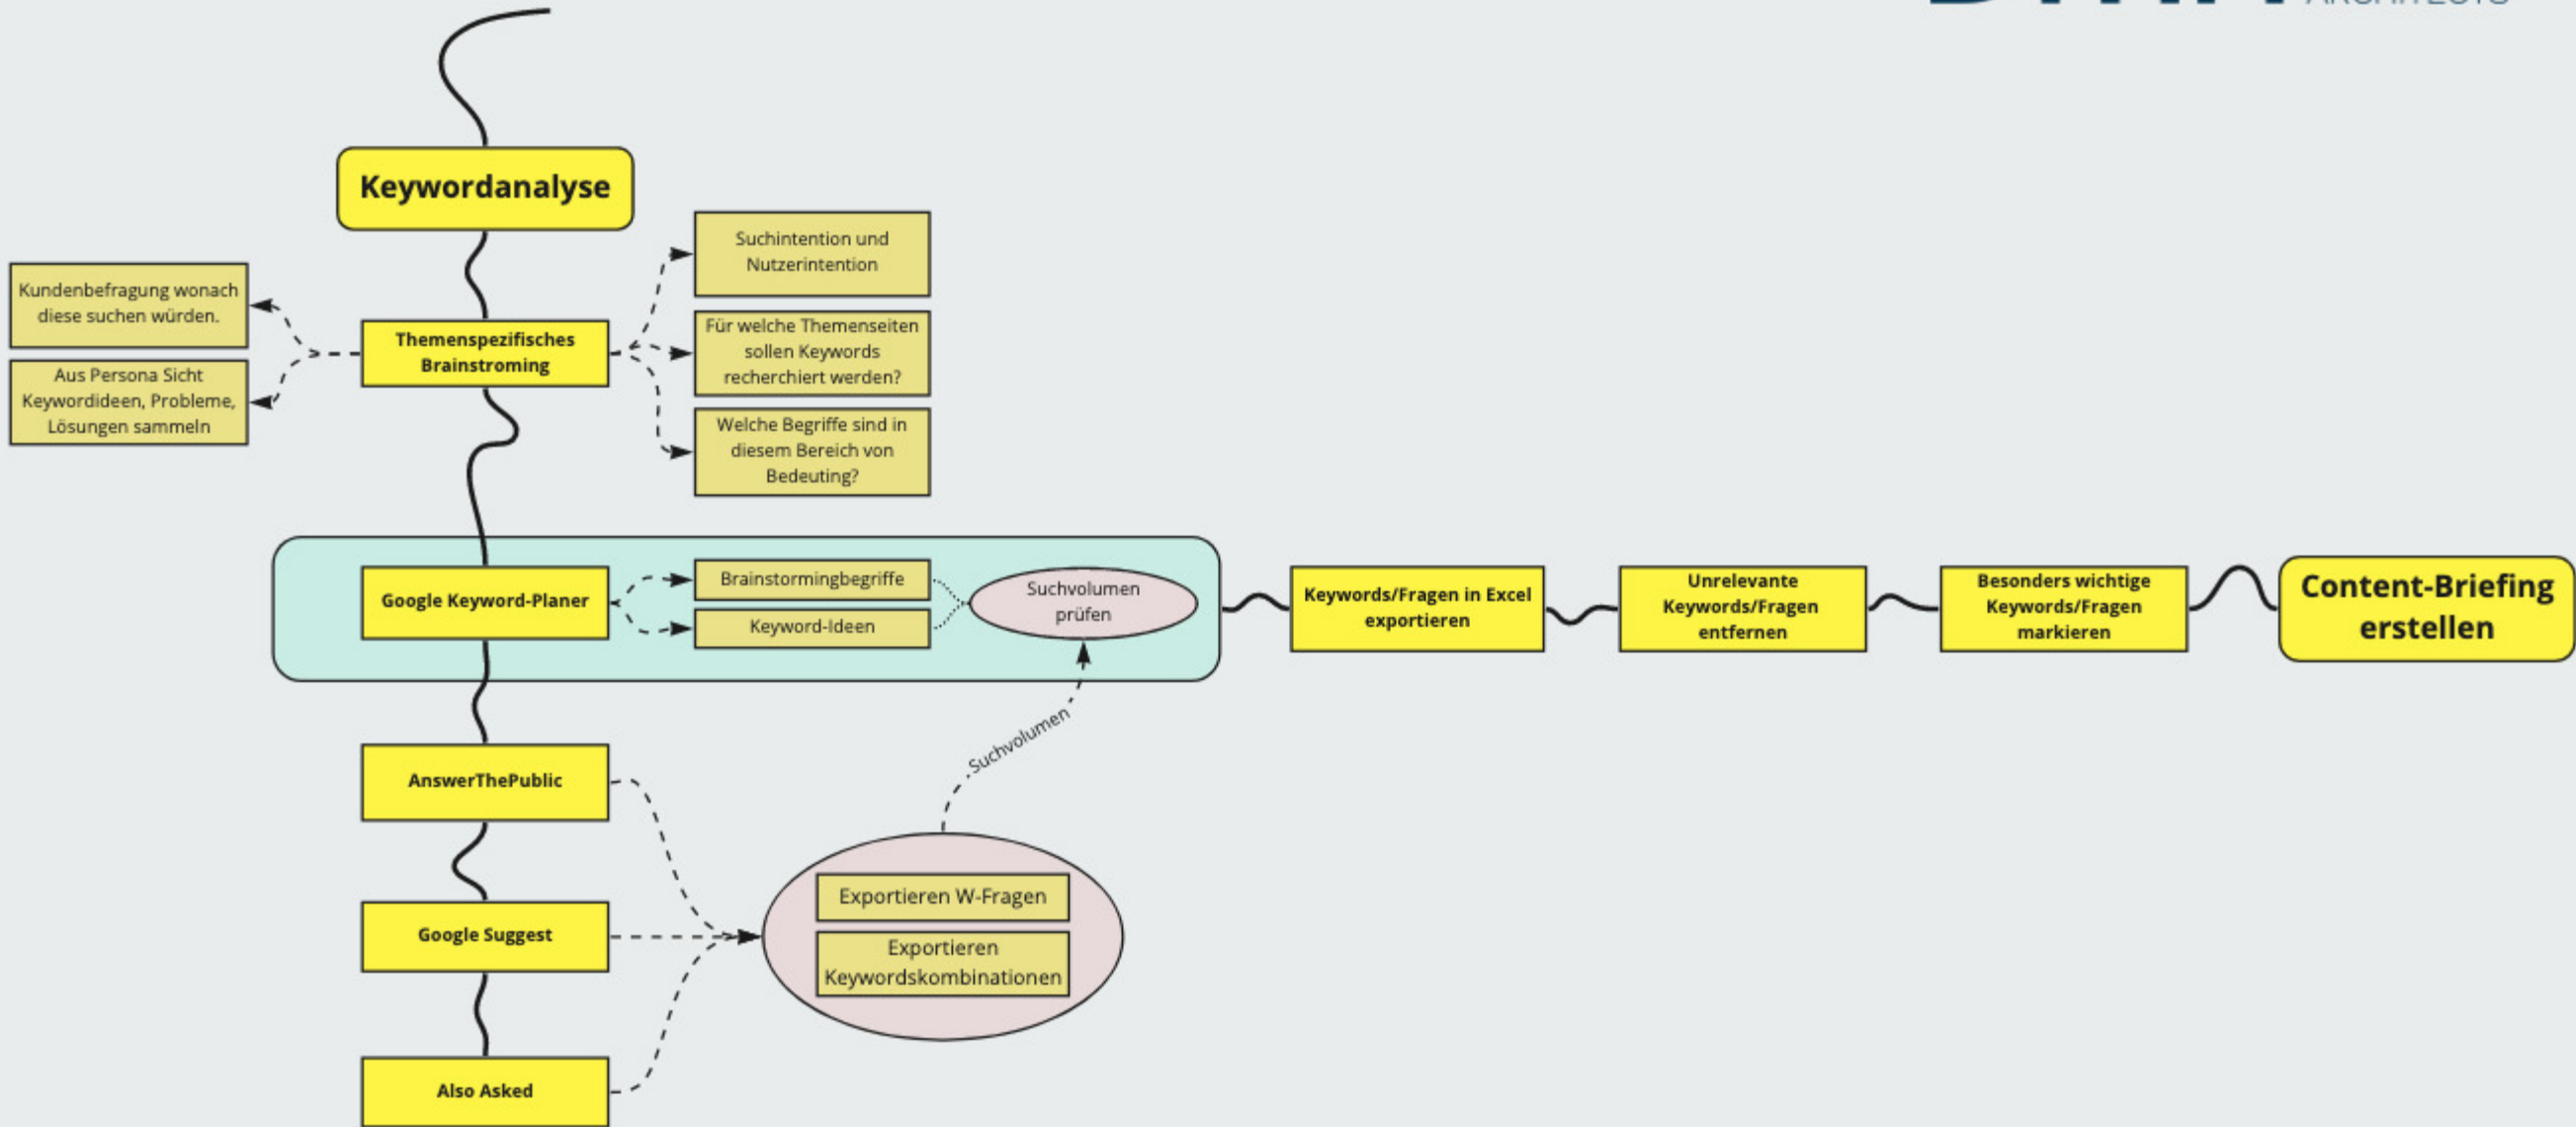 Keywordanalyse
Suchintention und
Nutzerintention
Kundenbefragung wonach
diese suchen würden.
Themenspezifisches
Brainstroming
Für welche Themenseiten
sollen Keywords
recherchiert werden?
Aus Persona Sicht
Keywordideen, Probleme,
Lösungen sammeln
Welche Begriffe sind in
diesem Bereich von
Bedeuting?
Google Keyword-Planer
Brainstormingbegriffe
Keyword-Ideen
Suchvolumen
prüfen
Keywords/Fragen in Excel
exportieren
Unrelevante
Keywords/Fragen
entfernen
Besonders wichtige
Keywords/Fragen
markieren
Content-Briefing
erstellen
Suchvolumen
AnswerThePublic
Exportieren W-Fragen
Exportieren
Keywordskombinationen
Google Suggest
Also Asked